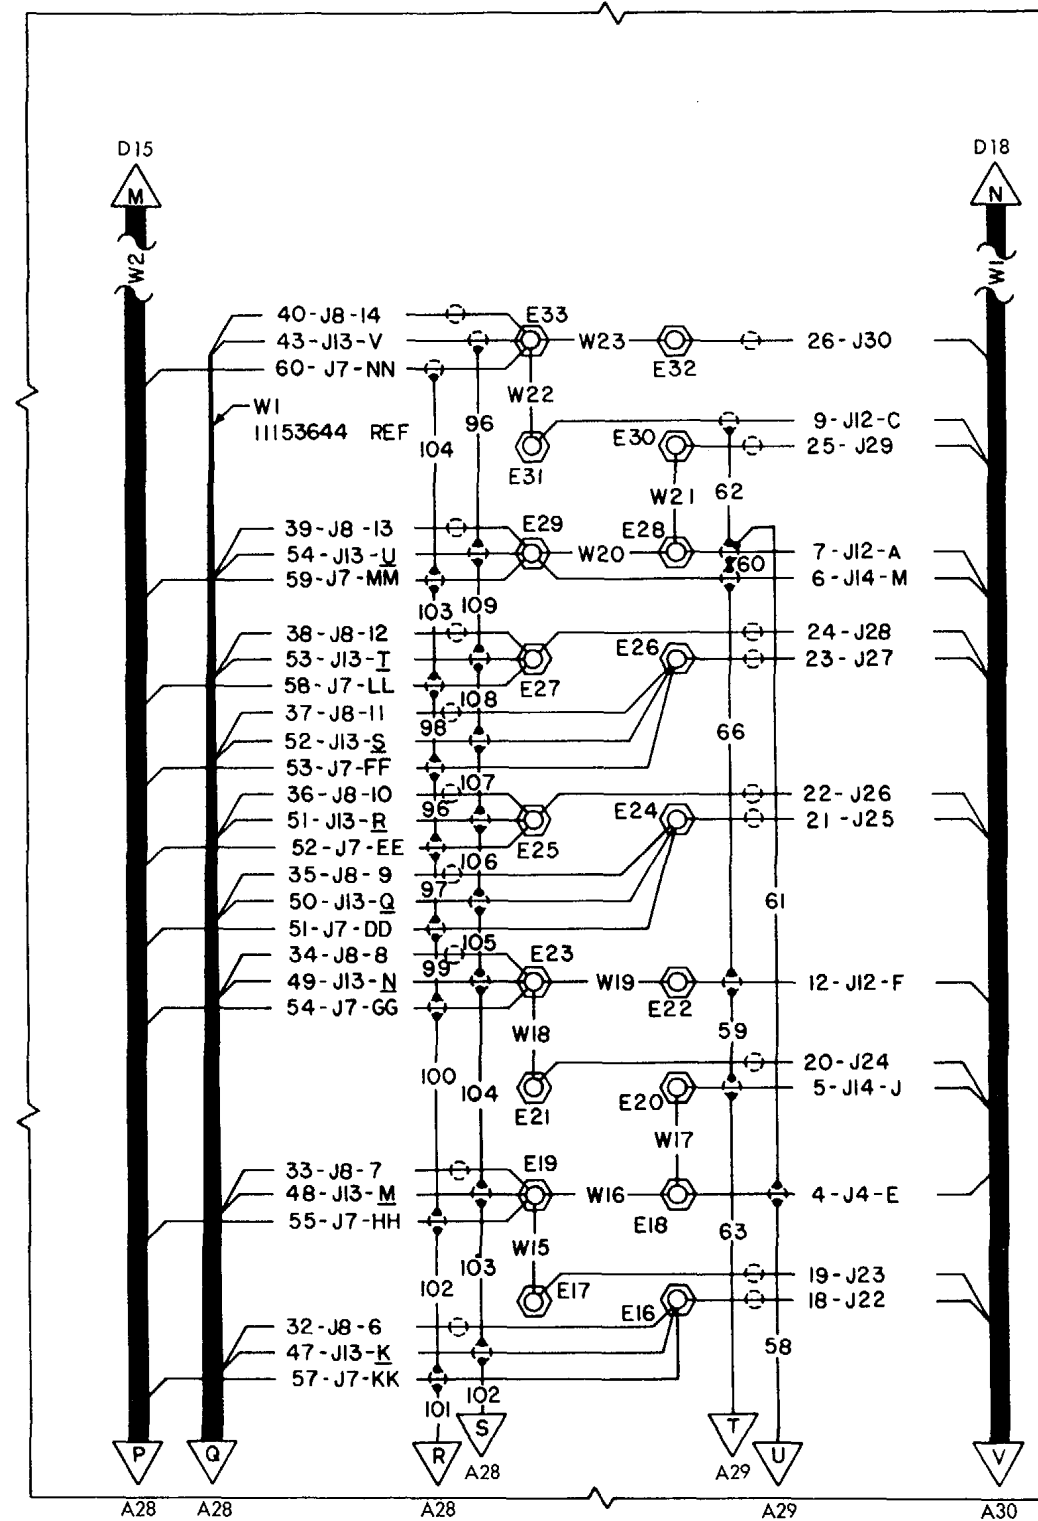 D15 D18
M N
W2 W1
40-J8-14 E33
43-J13-V W23 26-J30
60-J7-NN E32
W22
W1 96 9-J12-C
11153644 REF E30 25-J29
104 E31
W21 62
39-J8-13 E29 E28
54-J13-U W20 7-J12-A
59-J7-MM 60 6-J14-M
103 109
38-J8-12 24-J28
53-J13-T E26 23-J27
58-J7-LL E27
108
37-J8-11
98 66
52-J13-S
53-J7-FF
107
36-J8-10 22-J26
96
51-J13-R E24 21-J25
52-J7-EE E25
106
35-J8-9
97
50-J13-Q 61
51-J7-DD
105
34-J8-8 E23
99
49-J13-N W19 12-J12-F
54-J7-GG E22
W18 59
20-J24
100
104 5-J14-J
E21 E20
W17
33-J8-7 E19
48-J13-M W16 4-J4-E
55-J7-HH E18
63
W15
103
102 19-J23
E17
E16 18-J22
32-J8-6
47-J13-K 58
57-J7-KK
101 102
S T
P Q R U V
A28 A29
A28 A28 A28 A29 A30